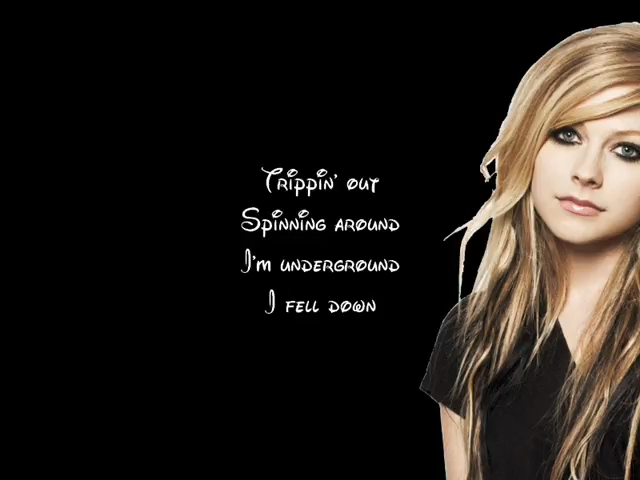 Trippin' out
Spinning around
I'm underground
I fell down